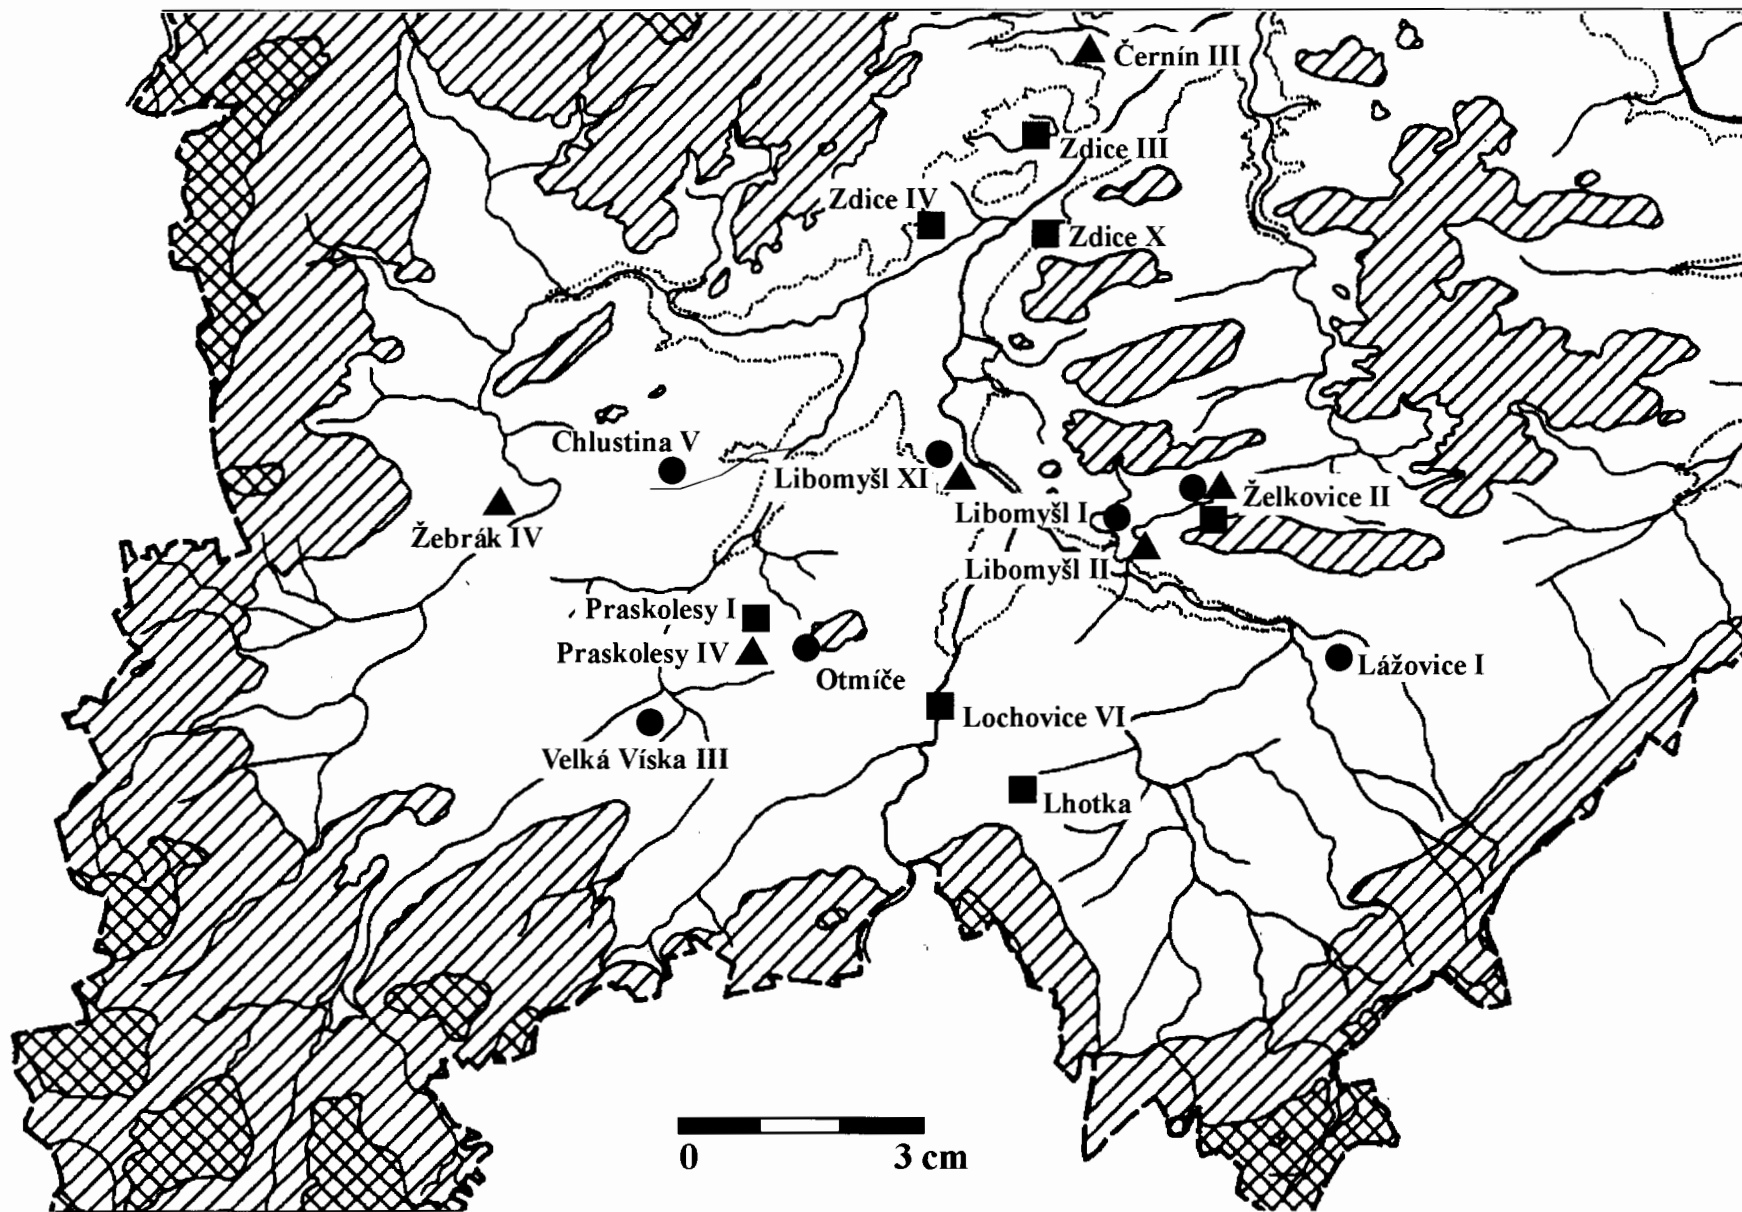 Černín III
Zdice III
Zdice IV
Zdice X
Chlustina V
Libomyšl XI
Želkovice II
Libomyšl I
Žebrák IV
Libomyšl II
Praskolesy I
Praskolesy IV
Otmíče
Lážovice I
Lochovice VI
Velká Víska III
Lhotka
0 3 cm